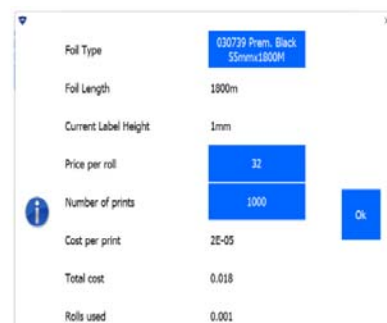 Foil Type 030739 Prem. Black
55mmx1800M
Foil Length 1800m
Current Label Height 1mm
Price per roll 32
Number of prints 1000
Ok
Cost per print 2E-05
Total cost 0.018
Rolls used 0.001